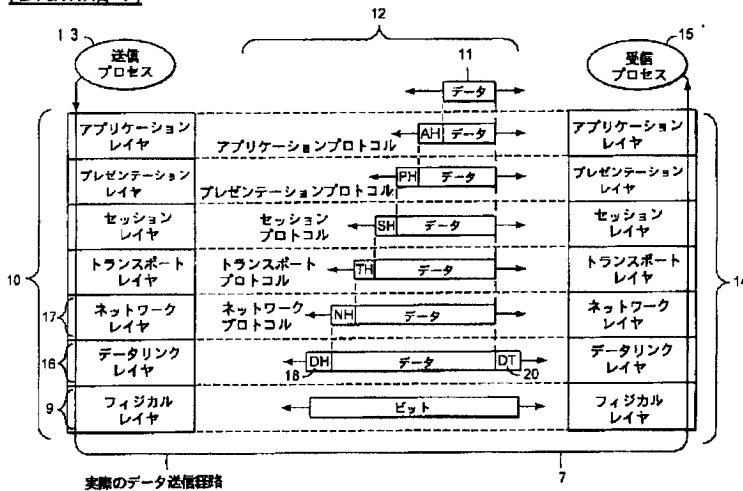 12
13
送信
プロセス
11
データ
15
受信
プロセス
アプリケーション
レイヤ
アプリケーションプロトコル
AH データ
アプリケーション
レイヤ
プレゼンテーション
レイヤ
プレゼンテーションプロトコル
PH データ
プレゼンテーション
レイヤ
セッション
レイヤ
セッション
プロトコル
SH データ
セッション
レイヤ
10
トランスポート
レイヤ
トランスポート
プロトコル
TH データ
トランスポート
レイヤ
14
17
ネットワーク
レイヤ
ネットワーク
プロトコル
NH データ
ネットワーク
レイヤ
16
データリンク
レイヤ
DH データ DT
18 20
データリンク
レイヤ
9
フィジカル
レイヤ
ビット
フィジカル
レイヤ
実際のデータ送信経路
7